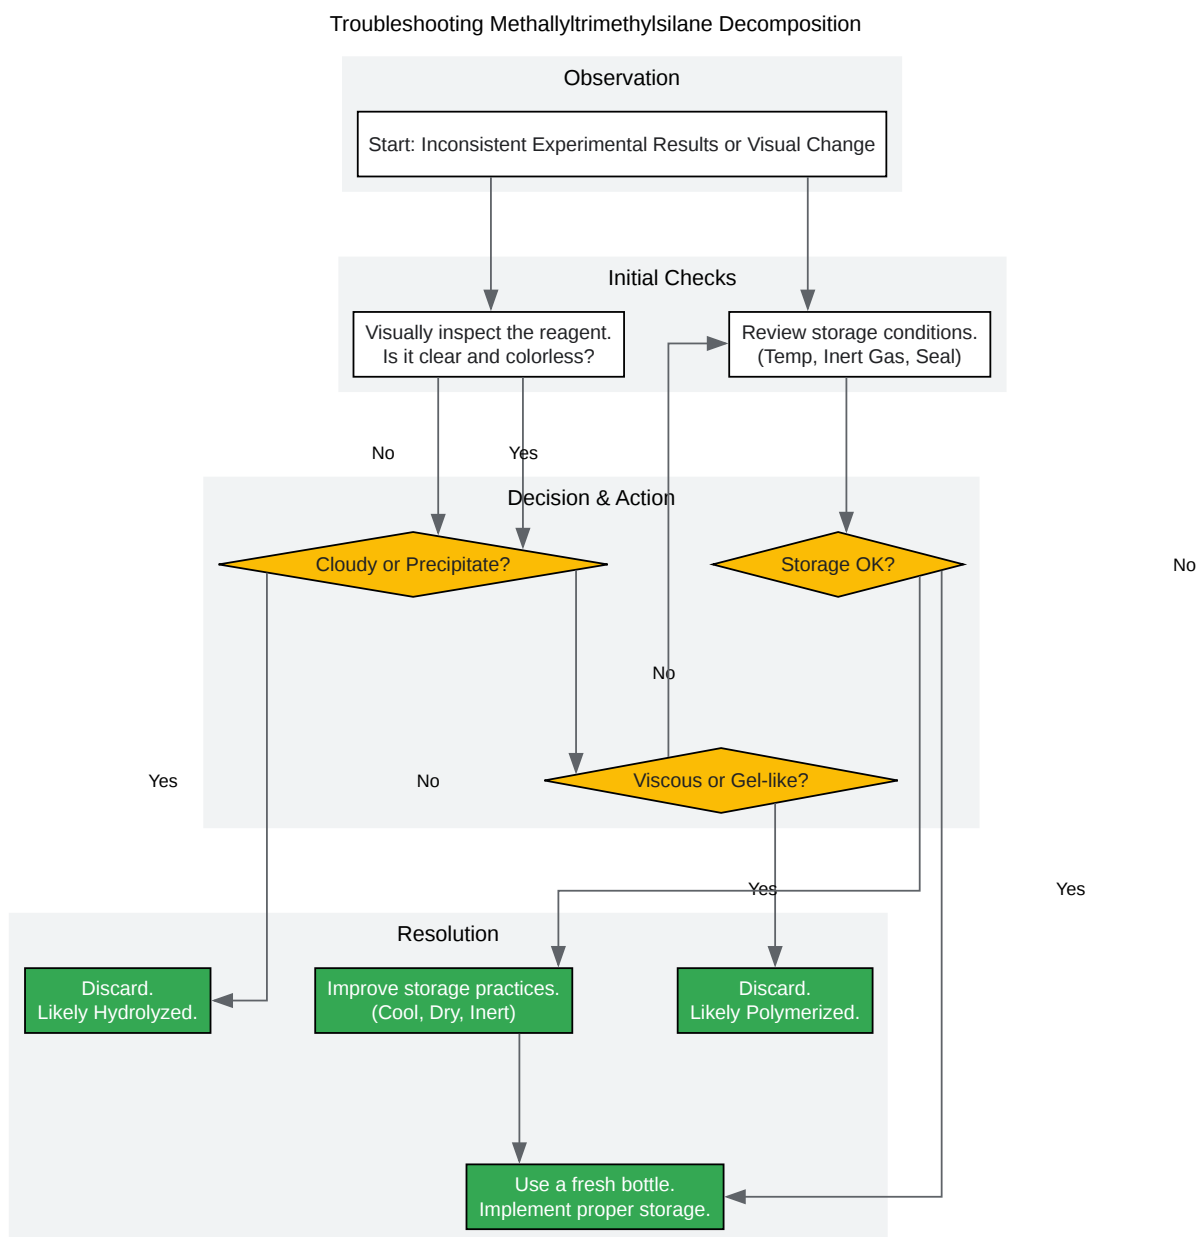 Troubleshooting Methallyltrimethylsilane Decomposition
Observation
Start: Inconsistent Experimental Results or Visual Change
Initial Checks
Visually inspect the reagent.
Is it clear and colorless?
Review storage conditions.
(Temp, Inert Gas, Seal)
No
Yes
Decision & Action
Cloudy or Precipitate?
Storage OK?
No
No
Yes
No
Viscous or Gel-like?
Yes
Yes
Resolution
Discard.
Likely Hydrolyzed.
Improve storage practices.
(Cool, Dry, Inert)
Discard.
Likely Polymerized.
Use a fresh bottle.
Implement proper storage.